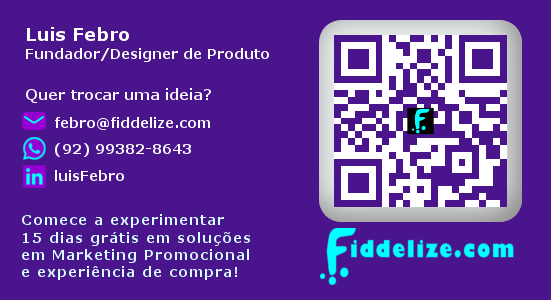 Luis Febro
Fundador/Designer de Produto
Quer trocar uma ideia?
febro@fiddelize.com
(92) 99382-8643
in luisFebro
Comece a experimentar
15 dias grátis em soluções
em Marketing Promocional
e experiência de compra!
F
Fiddelize.com